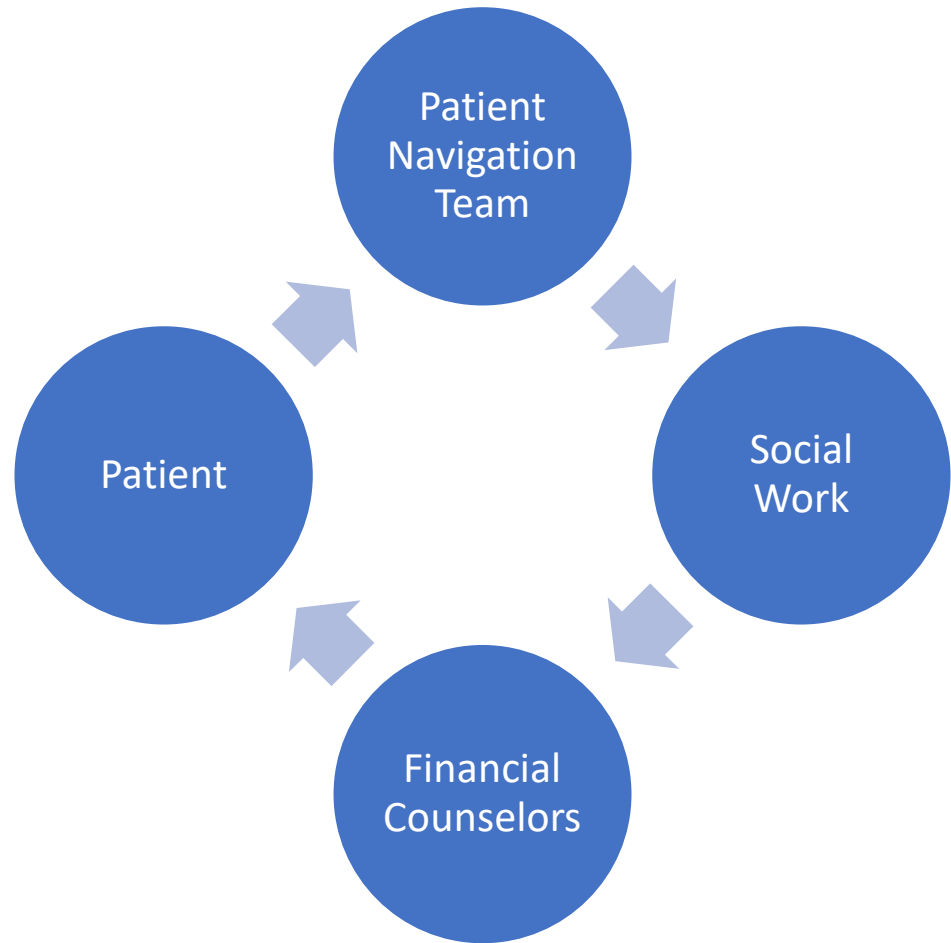 Patient
Navigation
Team
Social
Work
Financial
Counselors
Patient